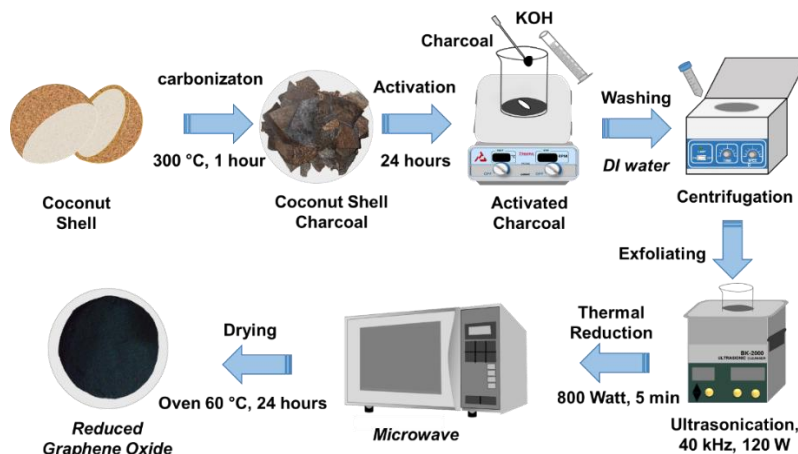 KOH
Charcoal
carbonizaton
Activation
Washing
300 °C, 1 hour
24 hours
DI water
Coconut
Shell
Coconut Shell
Charcoal
Activated
Charcoal
Centrifugation
Exfoliating
Thermal
Reduction
Drying
BK-2000
ULTRASONIC CLEANER
800 Watt, 5 min
Oven 60 °C, 24 hours
Microwave
Reduced
Graphene Oxide
Ultrasonication,
40 kHz, 120 W